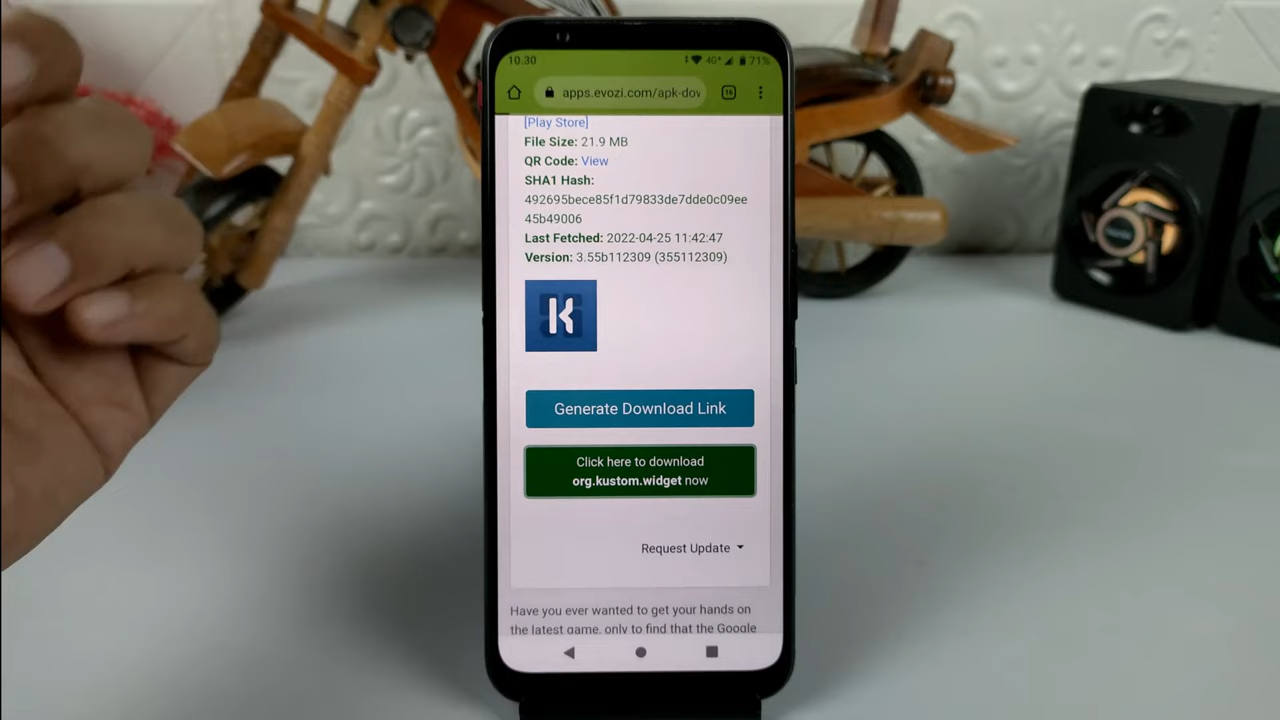 10.30 4G+ 71%
apps.evozi.com/apk-dov 16
[Play Store]
File Size: 21.9 MB
QR Code: View
SHA1 Hash:
492695bece85f1d79833de7dde0c09ee
45b49006
Last Fetched: 2022-04-25 11:42:47
Version: 3.55b112309 (355112309)
K
Generate Download Link
Click here to download
org.kustom.widget now
Request Update
Have you ever wanted to get your hands on
the latest game, only to find that the Google